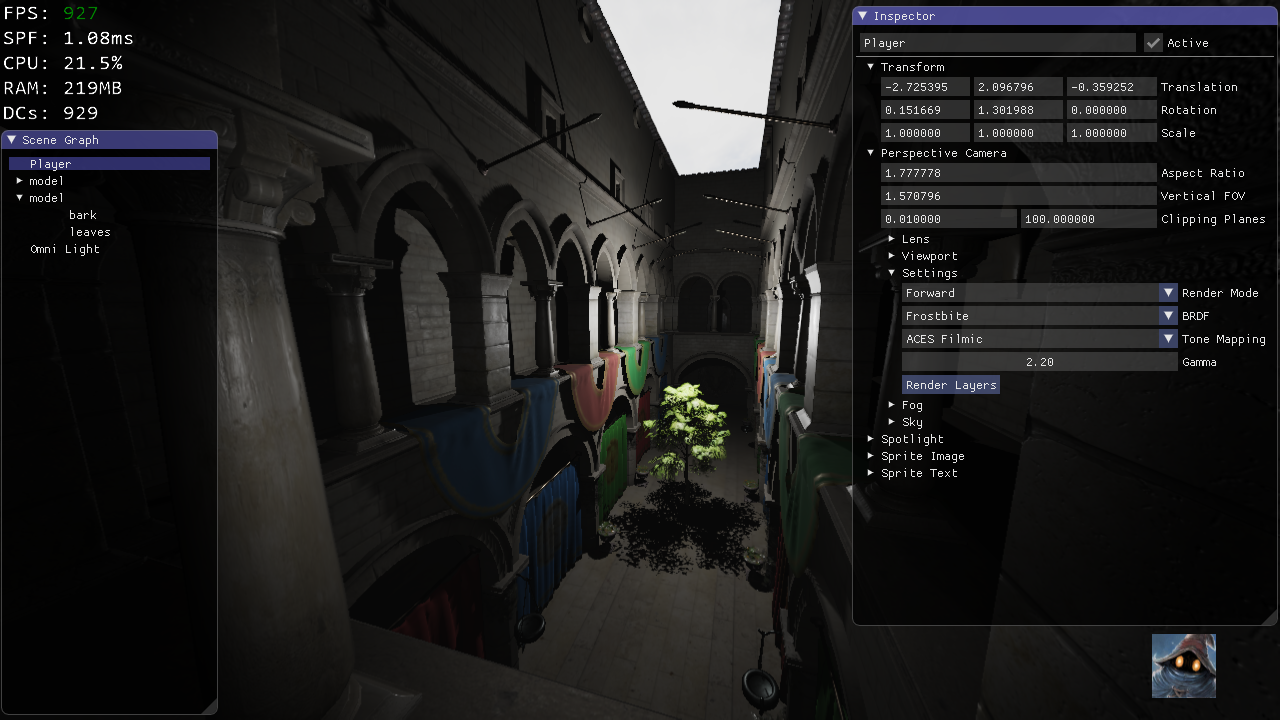 FPS: 927
SPF: 1.08ms
CPU: 21.5%
RAM: 219MB
DCs: 929
Scene Graph
Player
model
model
bark
leaves
Omni Light
Inspector
Player Active
Transform
-2.725395 2.096796 -0.359252 Translation
0.151669 1.301988 0.000000 Rotation
1.000000 1.000000 1.000000 Scale
Perspective Camera
1.777778 Aspect Ratio
1.570796 Vertical FOV
0.010000 100.000000 Clipping Planes
Lens
Viewport
Settings
Forward Render Mode
Frostbite BRDF
ACES Filmic Tone Mapping
2.20 Gamma
Render Layers
Fog
Sky
Spotlight
Sprite Image
Sprite Text